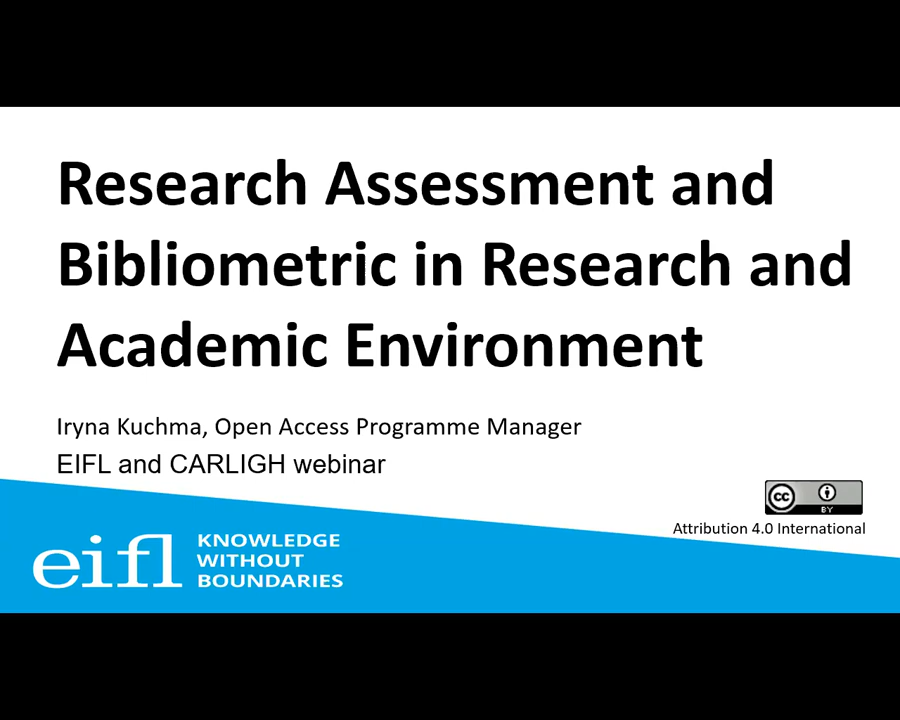 Research Assessment and
Bibliometric in Research and
Academic Environment
Iryna Kuchma, Open Access Programme Manager
EIFL and CARLIGH webinar
cc
BY
Attribution 4.0 International
eifl
KNOWLEDGE
WITHOUT
BOUNDARIES